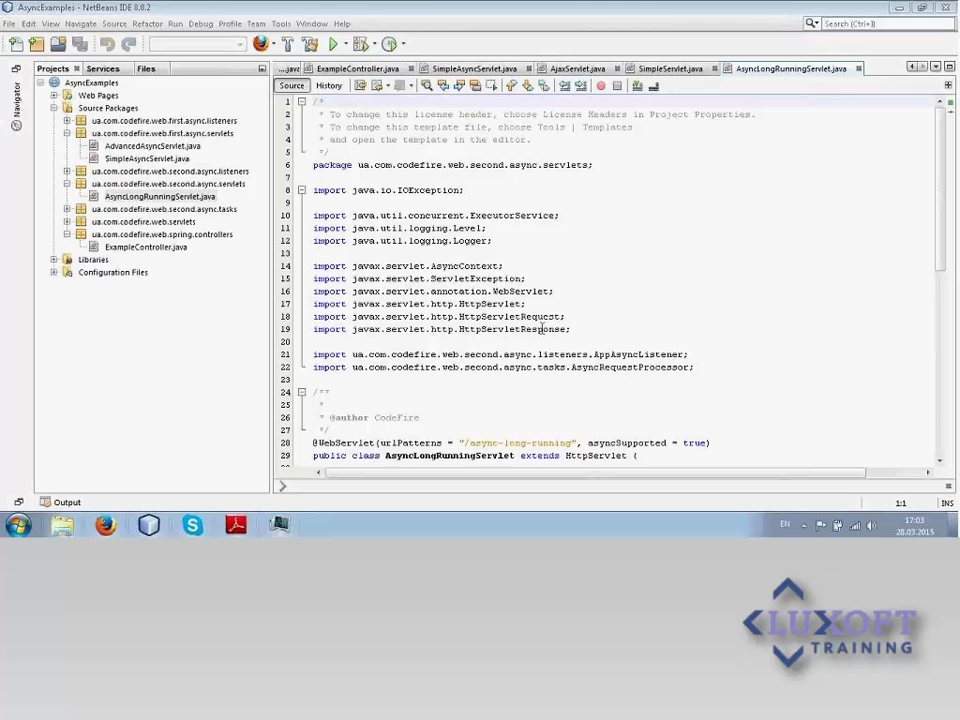 AsyncExamples - NetBeans IDE 8.0.2
File Edit View Navigate Source Refactor Run Debug Profile Team Tools Window Help
Search (Ctrl+I)
Projects Services Files
...java ExampleController.java SimpleAsyncServlet.java AjaxServlet.java SimpleServlet.java AsyncLongRunningServlet.java
Navigator
Source History
AsyncExamples
Web Pages
Source Packages
ua.com.codefire.web.first.async.listeners
ua.com.codefire.web.first.async.servlets
AdvancedAsyncServlet.java
SimpleAsyncServlet.java
ua.com.codefire.web.second.async.listeners
ua.com.codefire.web.second.async.servlets
AsyncLongRunningServlet.java
ua.com.codefire.web.second.async.tasks
ua.com.codefire.web.servlets
ua.com.codefire.web.spring.controllers
ExampleController.java
Libraries
Configuration Files
1 /*
2 * To change this license header, choose License Headers in Project Properties.
3 * To change this template file, choose Tools | Templates
4 * and open the template in the editor.
5 */
6 package ua.com.codefire.web.second.async.servlets;
7
8 import java.io.IOException;
9
10 import java.util.concurrent.ExecutorService;
11 import java.util.logging.Level;
12 import java.util.logging.Logger;
13
14 import javax.servlet.AsyncContext;
15 import javax.servlet.ServletException;
16 import javax.servlet.annotation.WebServlet;
17 import javax.servlet.http.HttpServlet;
18 import javax.servlet.http.HttpServletRequest;
19 import javax.servlet.http.HttpServletResponse;
20
21 import ua.com.codefire.web.second.async.listeners.AppAsyncListener;
22 import ua.com.codefire.web.second.async.tasks.AsyncRequestProcessor;
23
24 /**
25 *
26 * @author CodeFire
27 */
28 @WebServlet(urlPatterns = "/async-long-running", asyncSupported = true)
29 public class AsyncLongRunningServlet extends HttpServlet {
Output
1:1 INS
EN
17:03
28.03.2015
LUXOFT
TRAINING